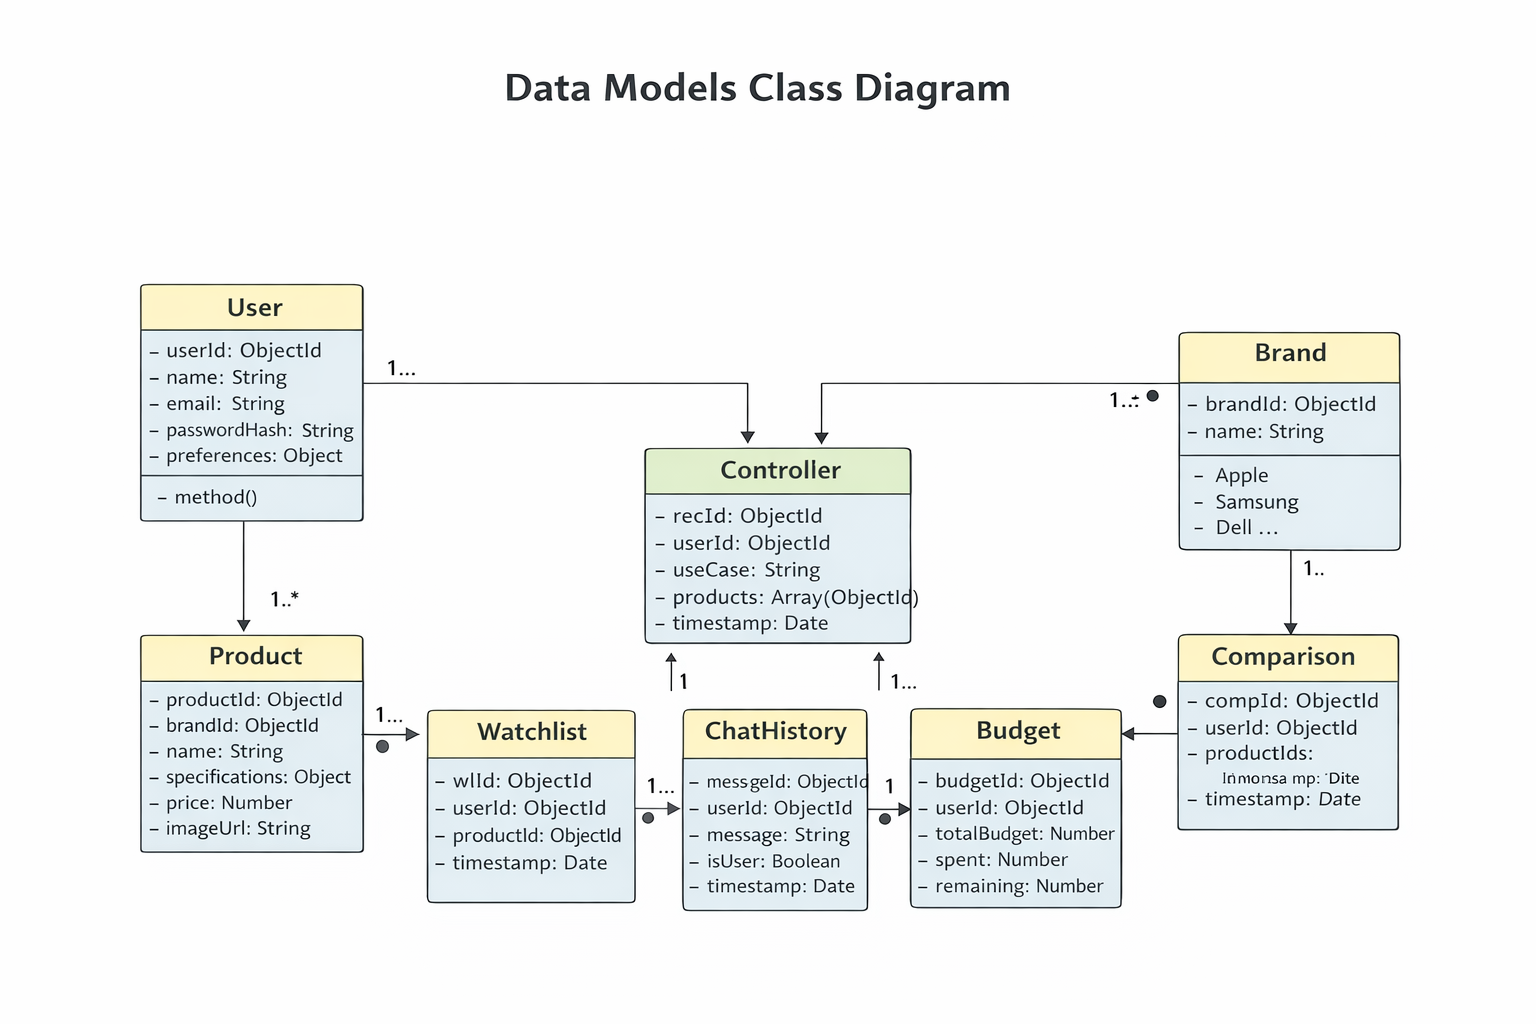 Data Models Class Diagram
User
– userId: ObjectId
– name: String
– email: String
– passwordHash: String
– preferences: Object
– method()
1...
1..*
Brand
– brandId: ObjectId
– name: String
– Apple
– Samsung
– Dell ...
1..:
1..
Controller
– recId: ObjectId
– userId: ObjectId
– useCase: String
– products: Array(ObjectId)
– timestamp: Date
1
1...
Product
– productId: ObjectId
– brandId: ObjectId
– name: String
– specifications: Object
– price: Number
– imageUrl: String
1...
Watchlist
– wlId: ObjectId
– userId: ObjectId
– productId: ObjectId
– timestamp: Date
1...
ChatHistory
– messgeId: ObjectId
– userId: ObjectId
– message: String
– isUser: Boolean
– timestamp: Date
1
Budget
– budgetId: ObjectId
– userId: ObjectId
– totalBudget: Number
– spent: Number
– remaining: Number
Comparison
– compId: ObjectId
– userId: ObjectId
– productIds:
– timestamp: Date